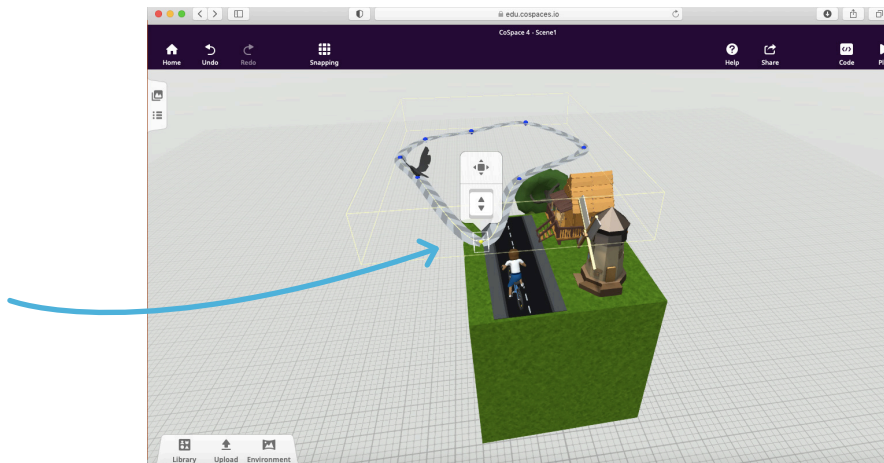 edu.cospaces.io
CoSpace 4 - Scene1
Home Undo Redo Snapping Help Share Code
Library Upload Environment